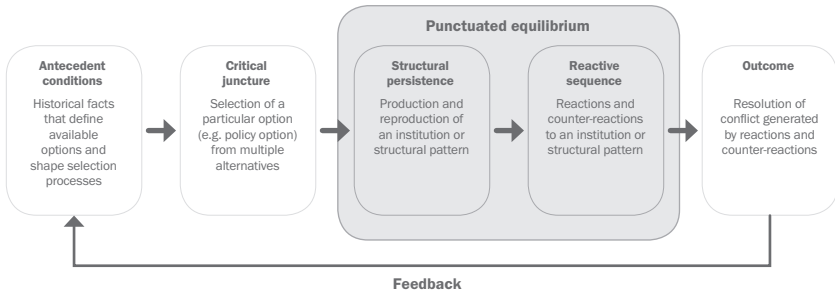 Punctuated equilibrium
Antecedent
conditions
Historical facts
that define
available
options and
shape selection
processes
Critical
juncture
Selection of a
particular option
(e.g. policy option)
from multiple
alternatives
Structural
persistence
Production and
reproduction of
an institution or
structural pattern
Reactive
sequence
Reactions and
counter-reactions
to an institution or
structural pattern
Outcome
Resolution of
conflict generated
by reactions and
counter-reactions
Feedback